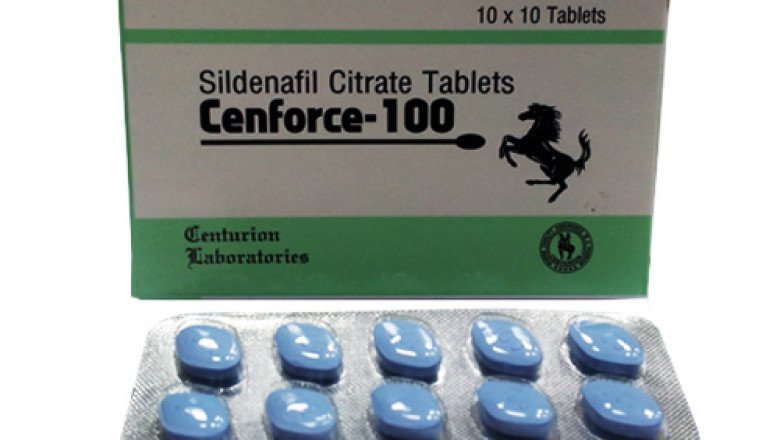 10 x 10 Tablets
Sildenafil Citrate Tablets
Cenforce-100
Centurion
Laboratories